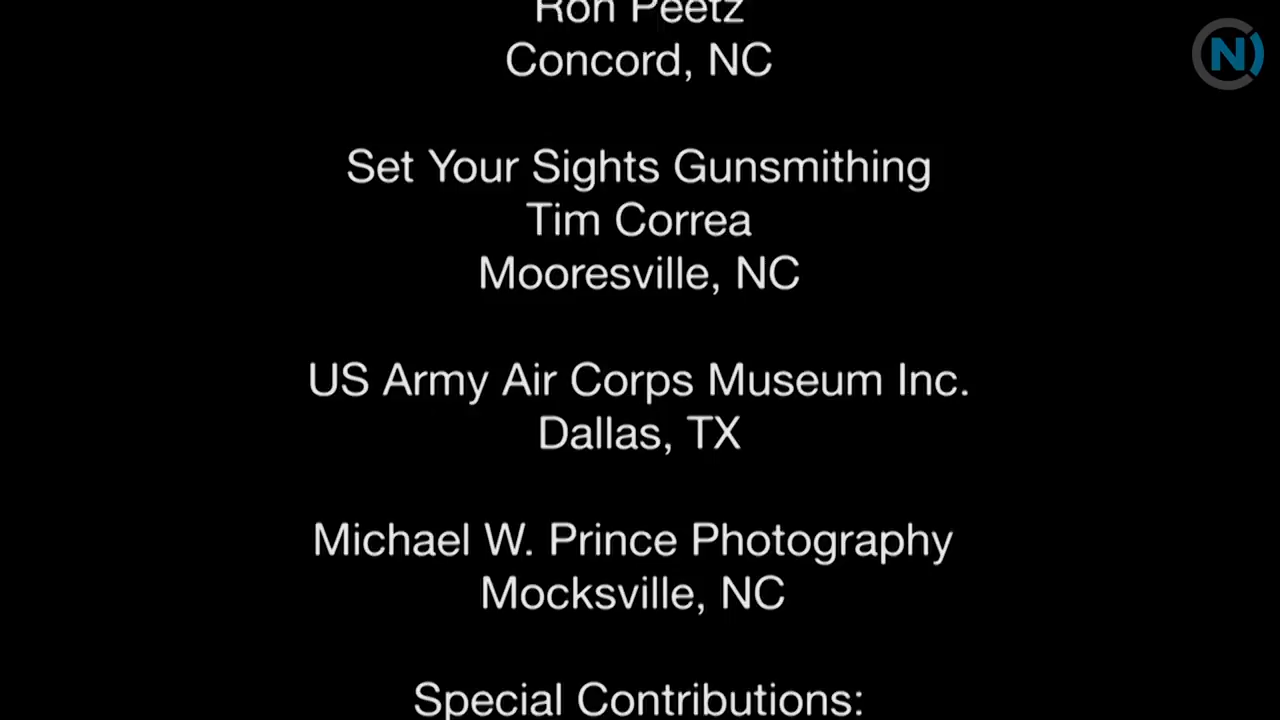 Ron Peetz
Concord, NC
Set Your Sights Gunsmithing
Tim Correa
Mooresville, NC
US Army Air Corps Museum Inc.
Dallas, TX
Michael W. Prince Photography
Mocksville, NC
Special Contributions: